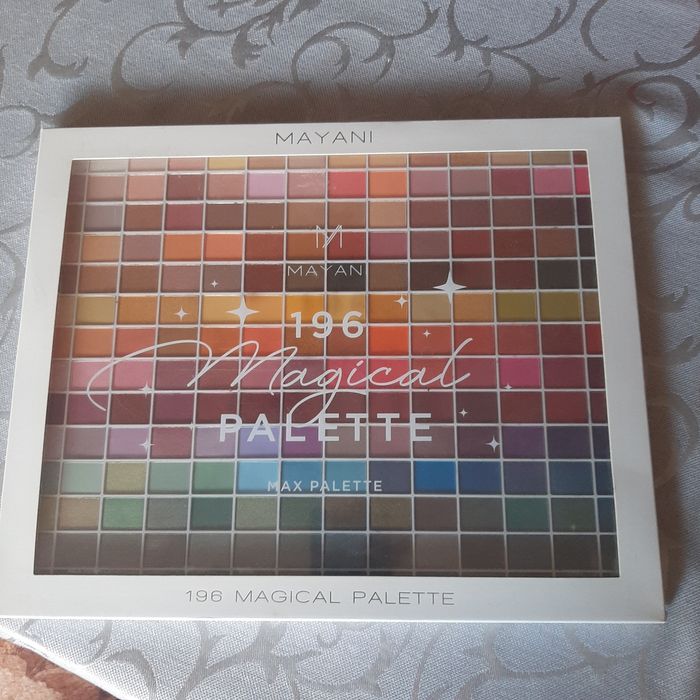 MAYANI
MAYANI
196
Magical
PALETTE
MAX PALETTE
196 MAGICAL PALETTE